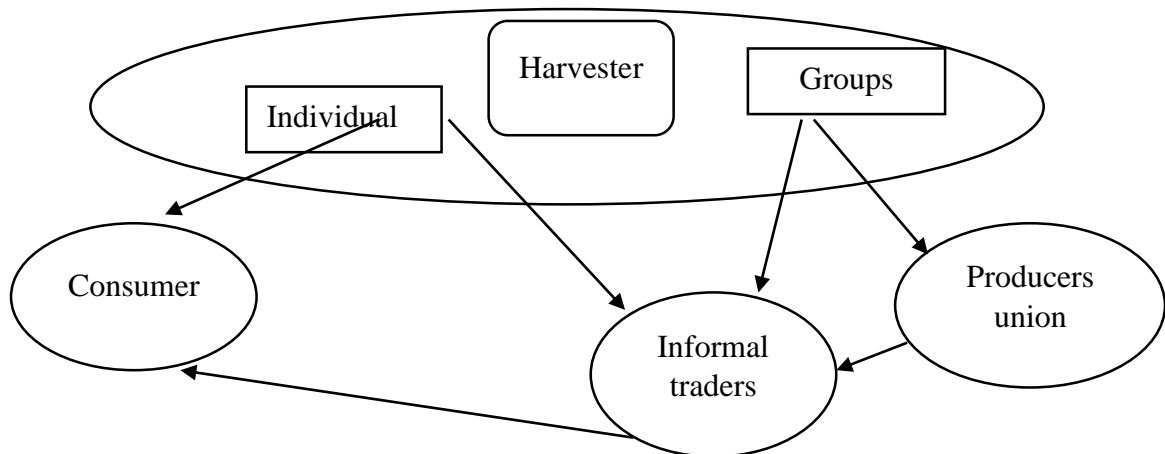 Harvester
Groups
Individual
Consumer
Producers
union
Informal
traders